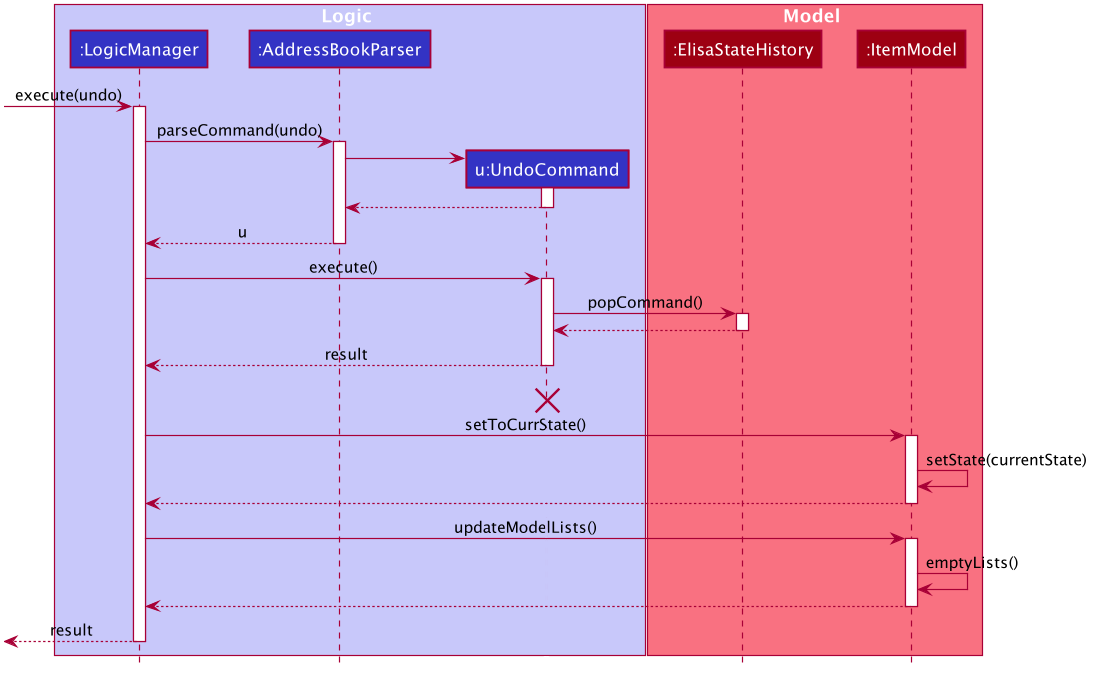 Logic
Model
:LogicManager
:AddressBookParser
:ElisaStateHistory
:ItemModel
execute(undo)
parseCommand(undo)
u:UndoCommand
u
execute()
popCommand()
result
setToCurrState()
setState(currentState)
updateModelLists()
emptyLists()
result